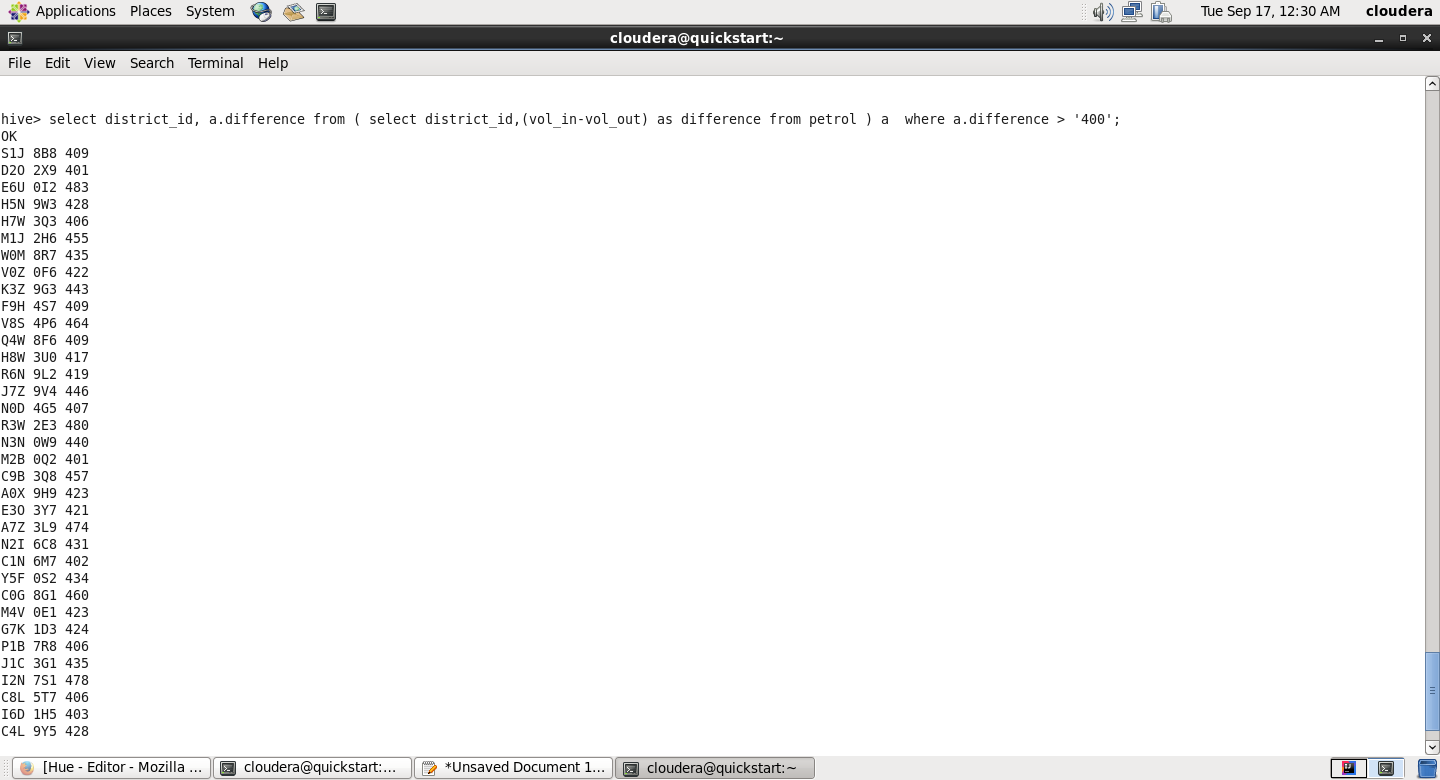 Applications Places System Tue Sep 17, 12:30 AM cloudera
cloudera@quickstart:~
File Edit View Search Terminal Help
hive> select district_id, a.difference from ( select district_id,(vol_in-vol_out) as difference from petrol ) a  where a.difference > '400';
OK
S1J 8B8 409
D2O 2X9 401
E6U 0I2 483
H5N 9W3 428
H7W 3Q3 406
M1J 2H6 455
W0M 8R7 435
V0Z 0F6 422
K3Z 9G3 443
F9H 4S7 409
V8S 4P6 464
Q4W 8F6 409
H8W 3U0 417
R6N 9L2 419
J7Z 9V4 446
N0D 4G5 407
R3W 2E3 480
N3N 0W9 440
M2B 0Q2 401
C9B 3Q8 457
A0X 9H9 423
E3O 3Y7 421
A7Z 3L9 474
N2I 6C8 431
C1N 6M7 402
Y5F 0S2 434
C0G 8G1 460
M4V 0E1 423
G7K 1D3 424
P1B 7R8 406
J1C 3G1 435
I2N 7S1 478
C8L 5T7 406
I6D 1H5 403
C4L 9Y5 428
[Hue - Editor - Mozilla ... cloudera@quickstart:... *Unsaved Document 1... cloudera@quickstart:~